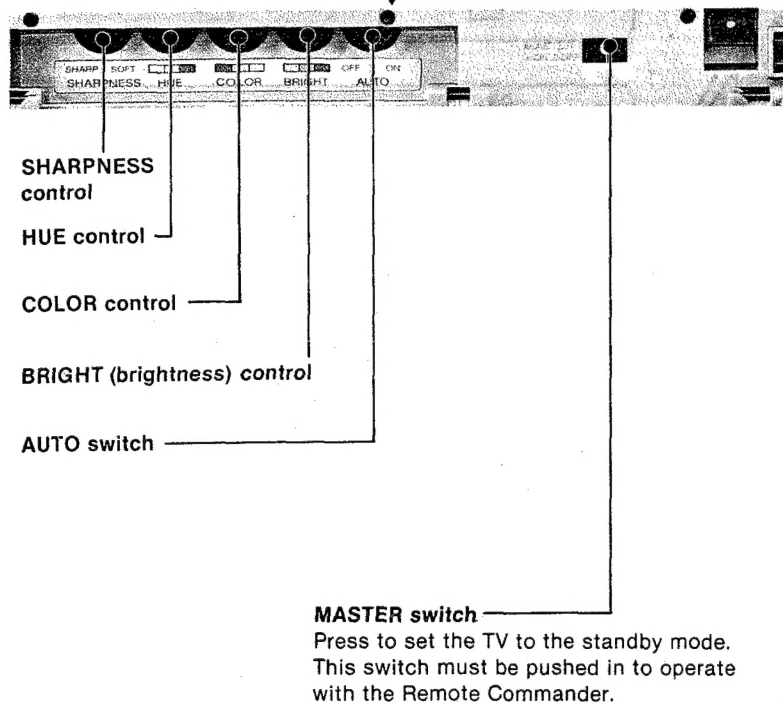 SHARP SOFT OFF ON
SHARPNESS HUE COLOR BRIGHT AUTO
MASTER
SHARPNESS
control
HUE control
COLOR control
BRIGHT (brightness) control
AUTO switch
MASTER switch
Press to set the TV to the standby mode.
This switch must be pushed in to operate
with the Remote Commander.